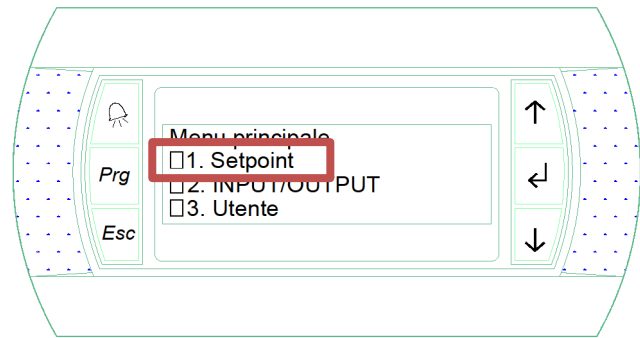 Prg
Esc
Menu principale
□1. Setpoint
□2. INPUT/OUTPUT
□3. Utente